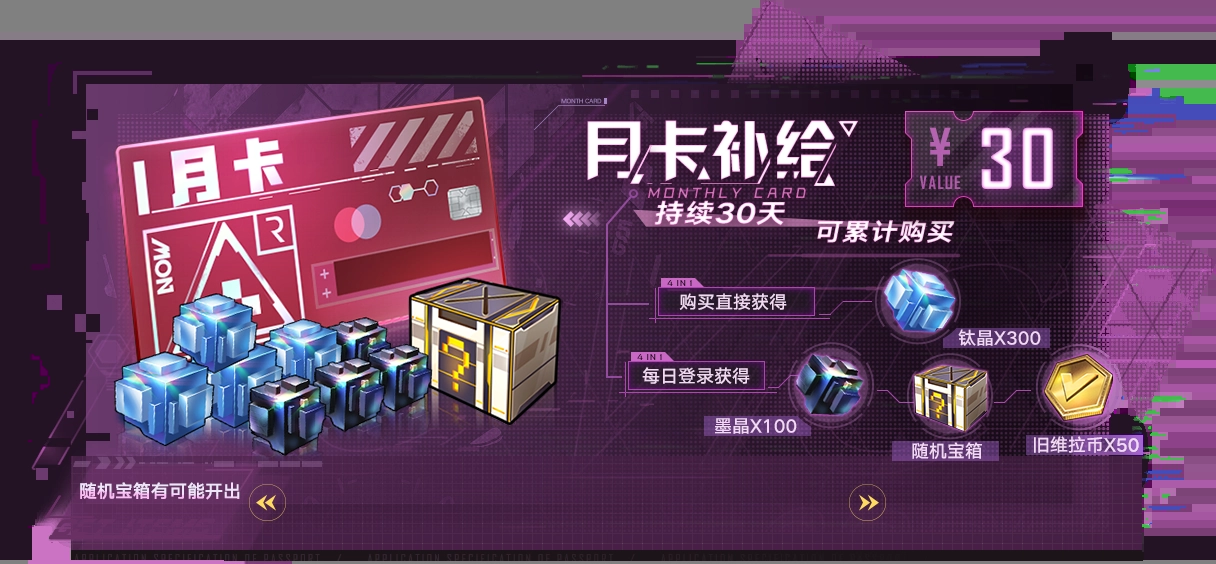 MONTH CARD
1月卡
R
NOW
?
月卡补给
MONTHLY CARD
持续30天
可累计购买
¥
VALUE
30
4 IN 1
购买直接获得
钛晶X300
4 IN 1
每日登录获得
墨晶X100
随机宝箱
旧维拉币X50
随机宝箱有可能开出
APPLICATION SPECIFICATION OF PASSPORT / APPLICATION SPECIFICATION OF PASSPORT /